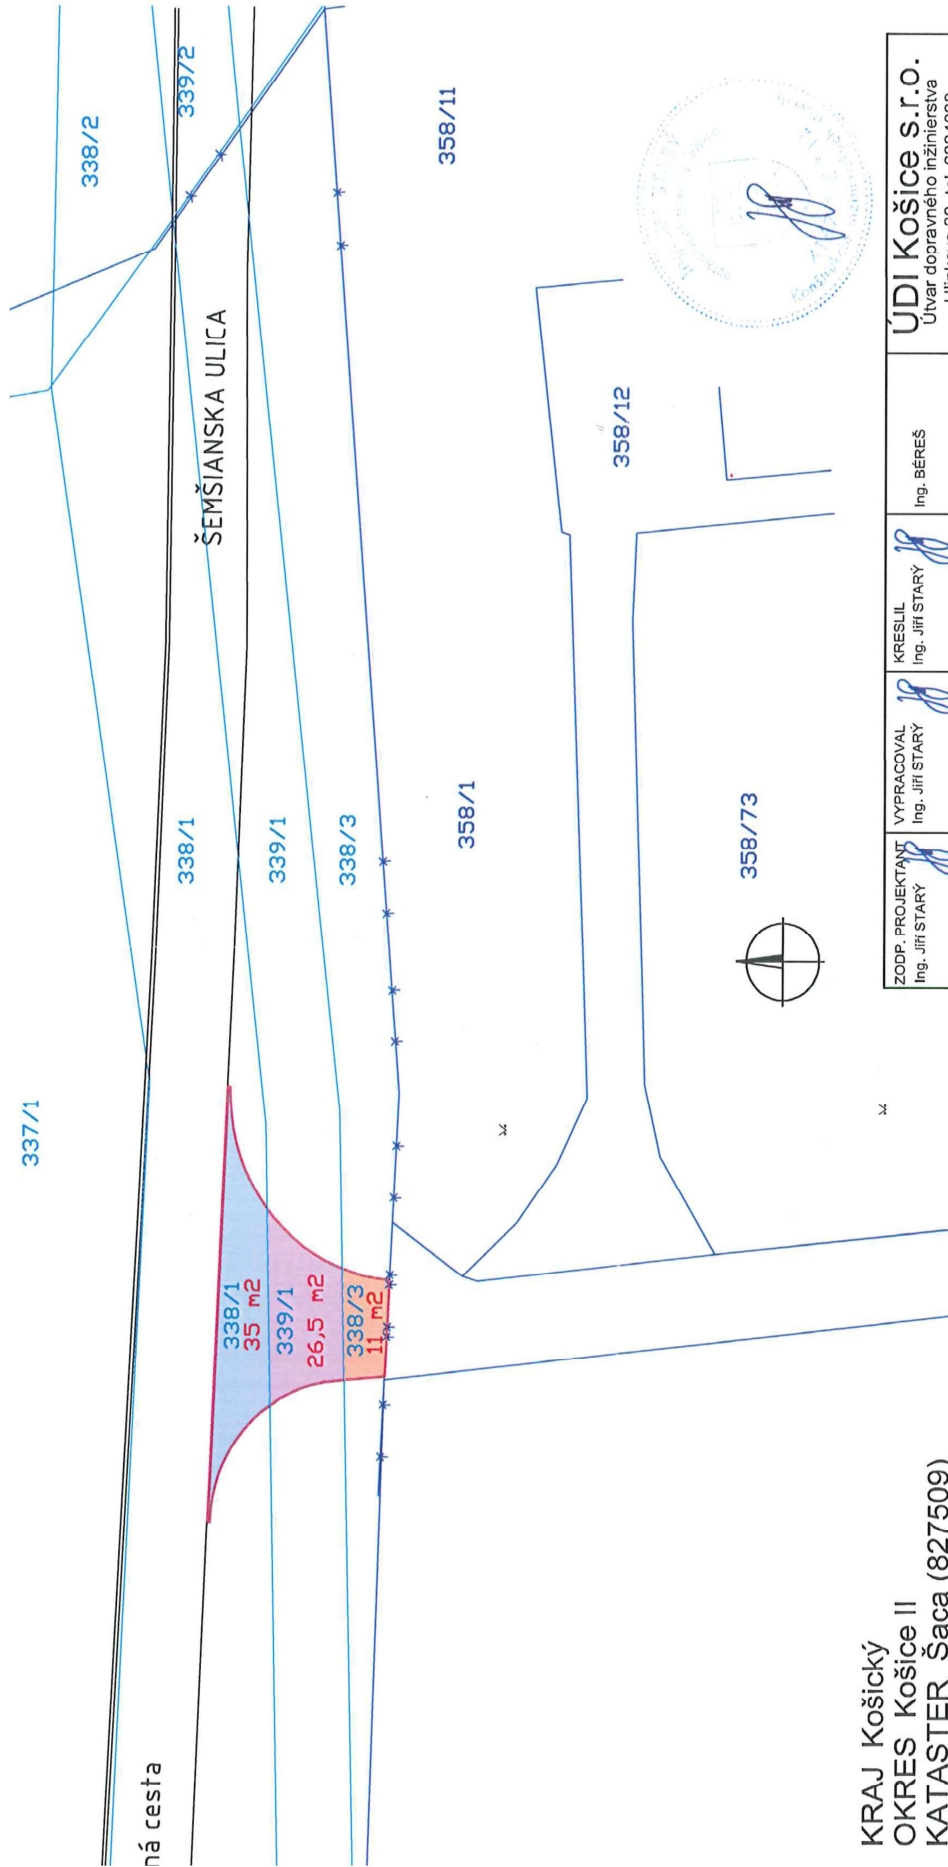 337/1
338/2
339/2
358/11
ŠEMŠIANSKA ULICA
338/1
339/1
338/3
358/1
358/12
358/73
338/1
35 m2
339/1
26,5 m2
338/3
11 m2
ná cesta
KRAJ Košický
OKRES Košice II
KATASTER Šaca (827509)
ZODP. PROJEKTANT
Ing. Jiří STARÝ
VYPRACOVAL
Ing. Jiří STARÝ
KRESLIL
Ing. Jiří STARÝ
Ing. BEREŠ
ÚDI Košice s.r.o.
Útvar dopravného inžinierstva